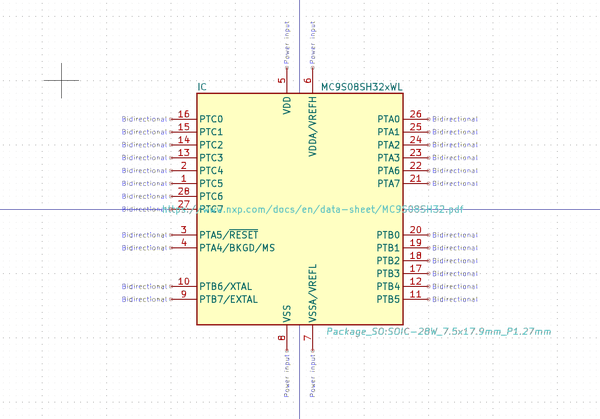 Power input Power input
5 6
IC MC9S08SH32xWL
VDD VDDA/VREFH
Bidirectional 16 PTC0 PTA0 26 Bidirectional
Bidirectional 15 PTC1 PTA1 25 Bidirectional
Bidirectional 14 PTC2 PTA2 24 Bidirectional
Bidirectional 13 PTC3 PTA3 23 Bidirectional
Bidirectional 2 PTC4 PTA6 22 Bidirectional
Bidirectional 1 PTC5 PTA7 21 Bidirectional
Bidirectional 28 PTC6
Bidirectional 27 PTC7
https://www.nxp.com/docs/en/data-sheet/MC9S08SH32.pdf
Bidirectional 3 PTA5/RESET PTB0 20 Bidirectional
Bidirectional 4 PTA4/BKGD/MS PTB1 19 Bidirectional
PTB2 18 Bidirectional
PTB3 17 Bidirectional
Bidirectional 10 PTB6/XTAL PTB4 12 Bidirectional
Bidirectional 9 PTB7/EXTAL PTB5 11 Bidirectional
VSS VSSA/VREFL
Package_SO:SOIC-28W_7.5x17.9mm_P1.27mm
8 7
Power input Power input